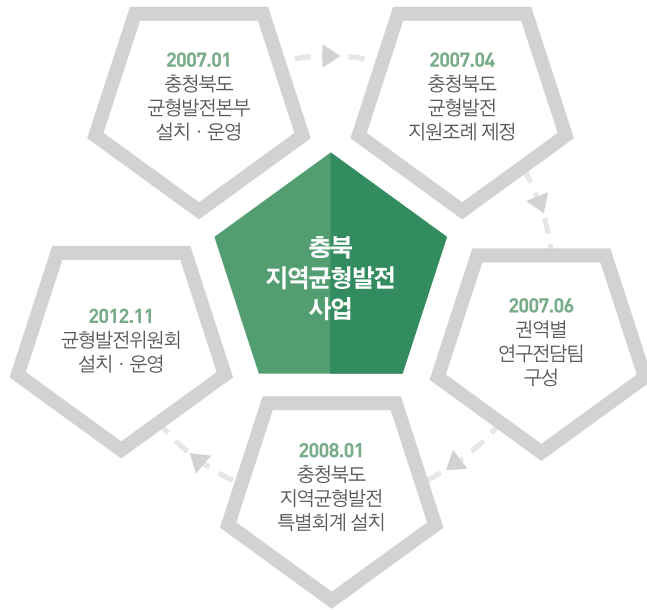 2007.01
충청북도
균형발전본부
설치 · 운영
2007.04
충청북도
균형발전
지원조례 제정
충북
지역균형발전
사업
2007.06
권역별
연구전담팀
구성
2008.01
충청북도
지역균형발전
특별회계 설치
2012.11
균형발전위원회
설치 · 운영